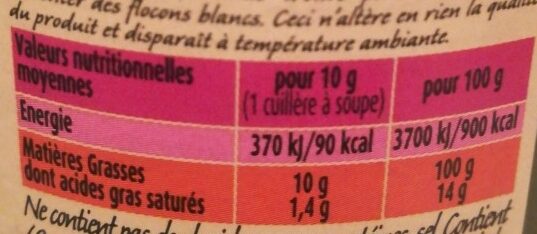 des flocons blancs. Ceci n'altère en rien la
du produit et disparaît à température ambiante.
Valeurs nutritionnelles moyennes
pour 10 g (1 cuillère à soupe)
pour 100 g
Energie
370 kJ/90 kcal
3700 kJ/900 kcal
Matières Grasses
10 g
100 g
dont acides gras saturés
1,4 g
14 g
Ne contient pas
sel Contient